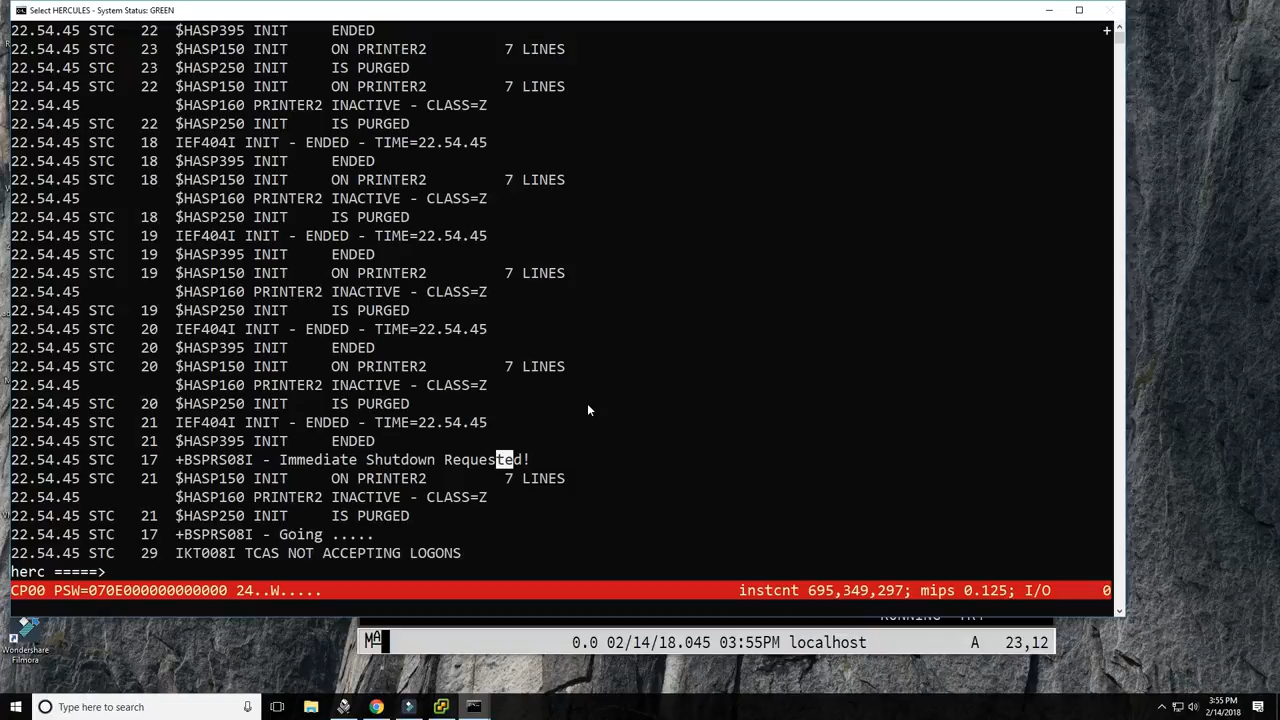 Select HERCULES - System Status: GREEN
22.54.45 STC   22  $HASP395 INIT     ENDED
+
22.54.45 STC   23  $HASP150 INIT     ON PRINTER2         7 LINES
22.54.45 STC   23  $HASP250 INIT     IS PURGED
22.54.45 STC   22  $HASP150 INIT     ON PRINTER2         7 LINES
22.54.45           $HASP160 PRINTER2 INACTIVE - CLASS=Z
22.54.45 STC   22  $HASP250 INIT     IS PURGED
22.54.45 STC   18  IEF404I INIT - ENDED - TIME=22.54.45
22.54.45 STC   18  $HASP395 INIT     ENDED
22.54.45 STC   18  $HASP150 INIT     ON PRINTER2         7 LINES
22.54.45           $HASP160 PRINTER2 INACTIVE - CLASS=Z
22.54.45 STC   18  $HASP250 INIT     IS PURGED
22.54.45 STC   19  IEF404I INIT - ENDED - TIME=22.54.45
22.54.45 STC   19  $HASP395 INIT     ENDED
22.54.45 STC   19  $HASP150 INIT     ON PRINTER2         7 LINES
22.54.45           $HASP160 PRINTER2 INACTIVE - CLASS=Z
22.54.45 STC   19  $HASP250 INIT     IS PURGED
22.54.45 STC   20  IEF404I INIT - ENDED - TIME=22.54.45
22.54.45 STC   20  $HASP395 INIT     ENDED
22.54.45 STC   20  $HASP150 INIT     ON PRINTER2         7 LINES
22.54.45           $HASP160 PRINTER2 INACTIVE - CLASS=Z
22.54.45 STC   20  $HASP250 INIT     IS PURGED
22.54.45 STC   21  IEF404I INIT - ENDED - TIME=22.54.45
22.54.45 STC   21  $HASP395 INIT     ENDED
22.54.45 STC   17  +BSPRS08I - Immediate Shutdown Requested!
22.54.45 STC   21  $HASP150 INIT     ON PRINTER2         7 LINES
22.54.45           $HASP160 PRINTER2 INACTIVE - CLASS=Z
22.54.45 STC   21  $HASP250 INIT     IS PURGED
22.54.45 STC   17  +BSPRS08I - Going .....
22.54.45 STC   29  IKT008I TCAS NOT ACCEPTING LOGONS
herc =====>
CP00 PSW=070E000000000000 24..W..... instcnt 695,349,297; mips 0.125; I/O 0
MA 0.0 02/14/18.045 03:55PM localhost A 23,12
Wondershare
Filmora
Type here to search
3:55 PM
2/14/2018